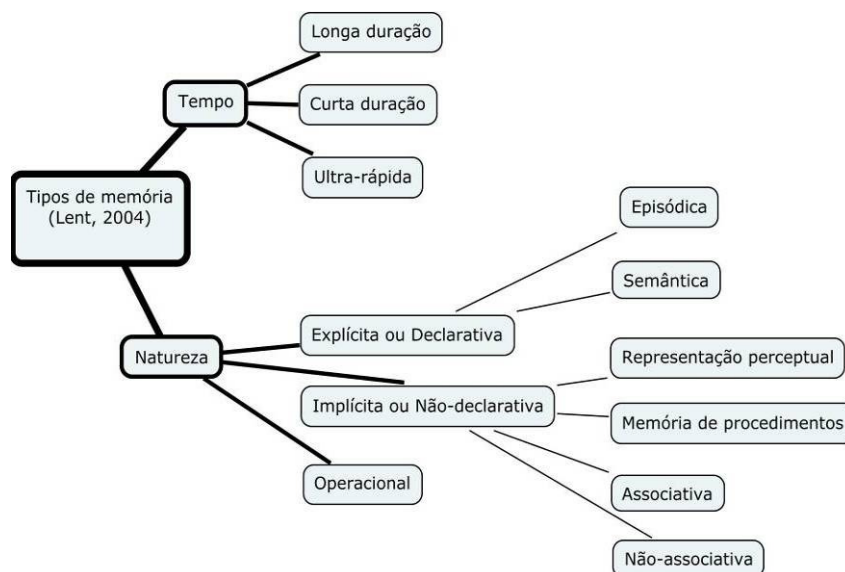 Longa duração
Tempo
Curta duração
Ultra-rápida
Tipos de memória
(Lent, 2004)
Episódica
Semântica
Explícita ou Declarativa
Natureza
Representação perceptual
Implícita ou Não-declarativa
Memória de procedimentos
Operacional
Associativa
Não-associativa